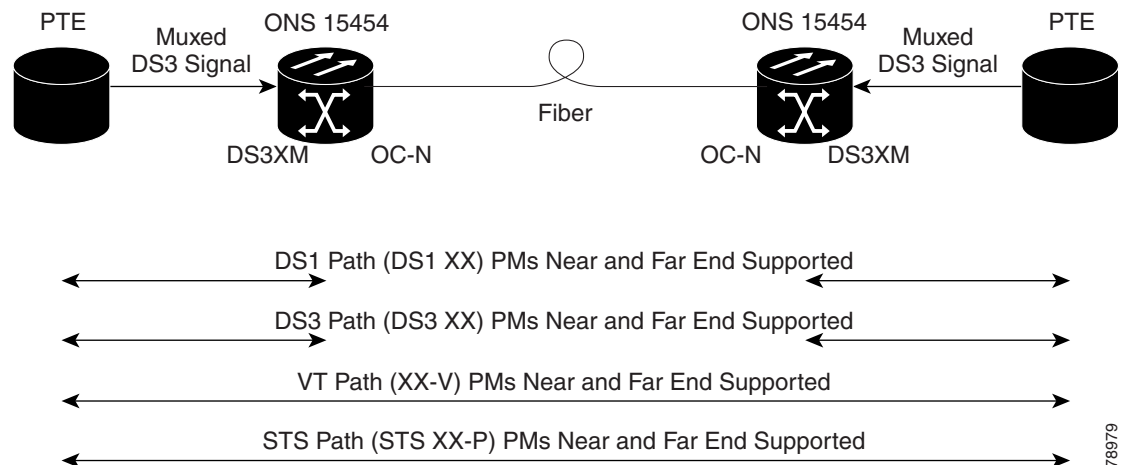 PTE
ONS 15454
ONS 15454
PTE
Muxed
DS3 Signal
Muxed
DS3 Signal
Fiber
DS3XM
OC-N
OC-N
DS3XM
DS1 Path (DS1 XX) PMs Near and Far End Supported
DS3 Path (DS3 XX) PMs Near and Far End Supported
VT Path (XX-V) PMs Near and Far End Supported
STS Path (STS XX-P) PMs Near and Far End Supported
78979